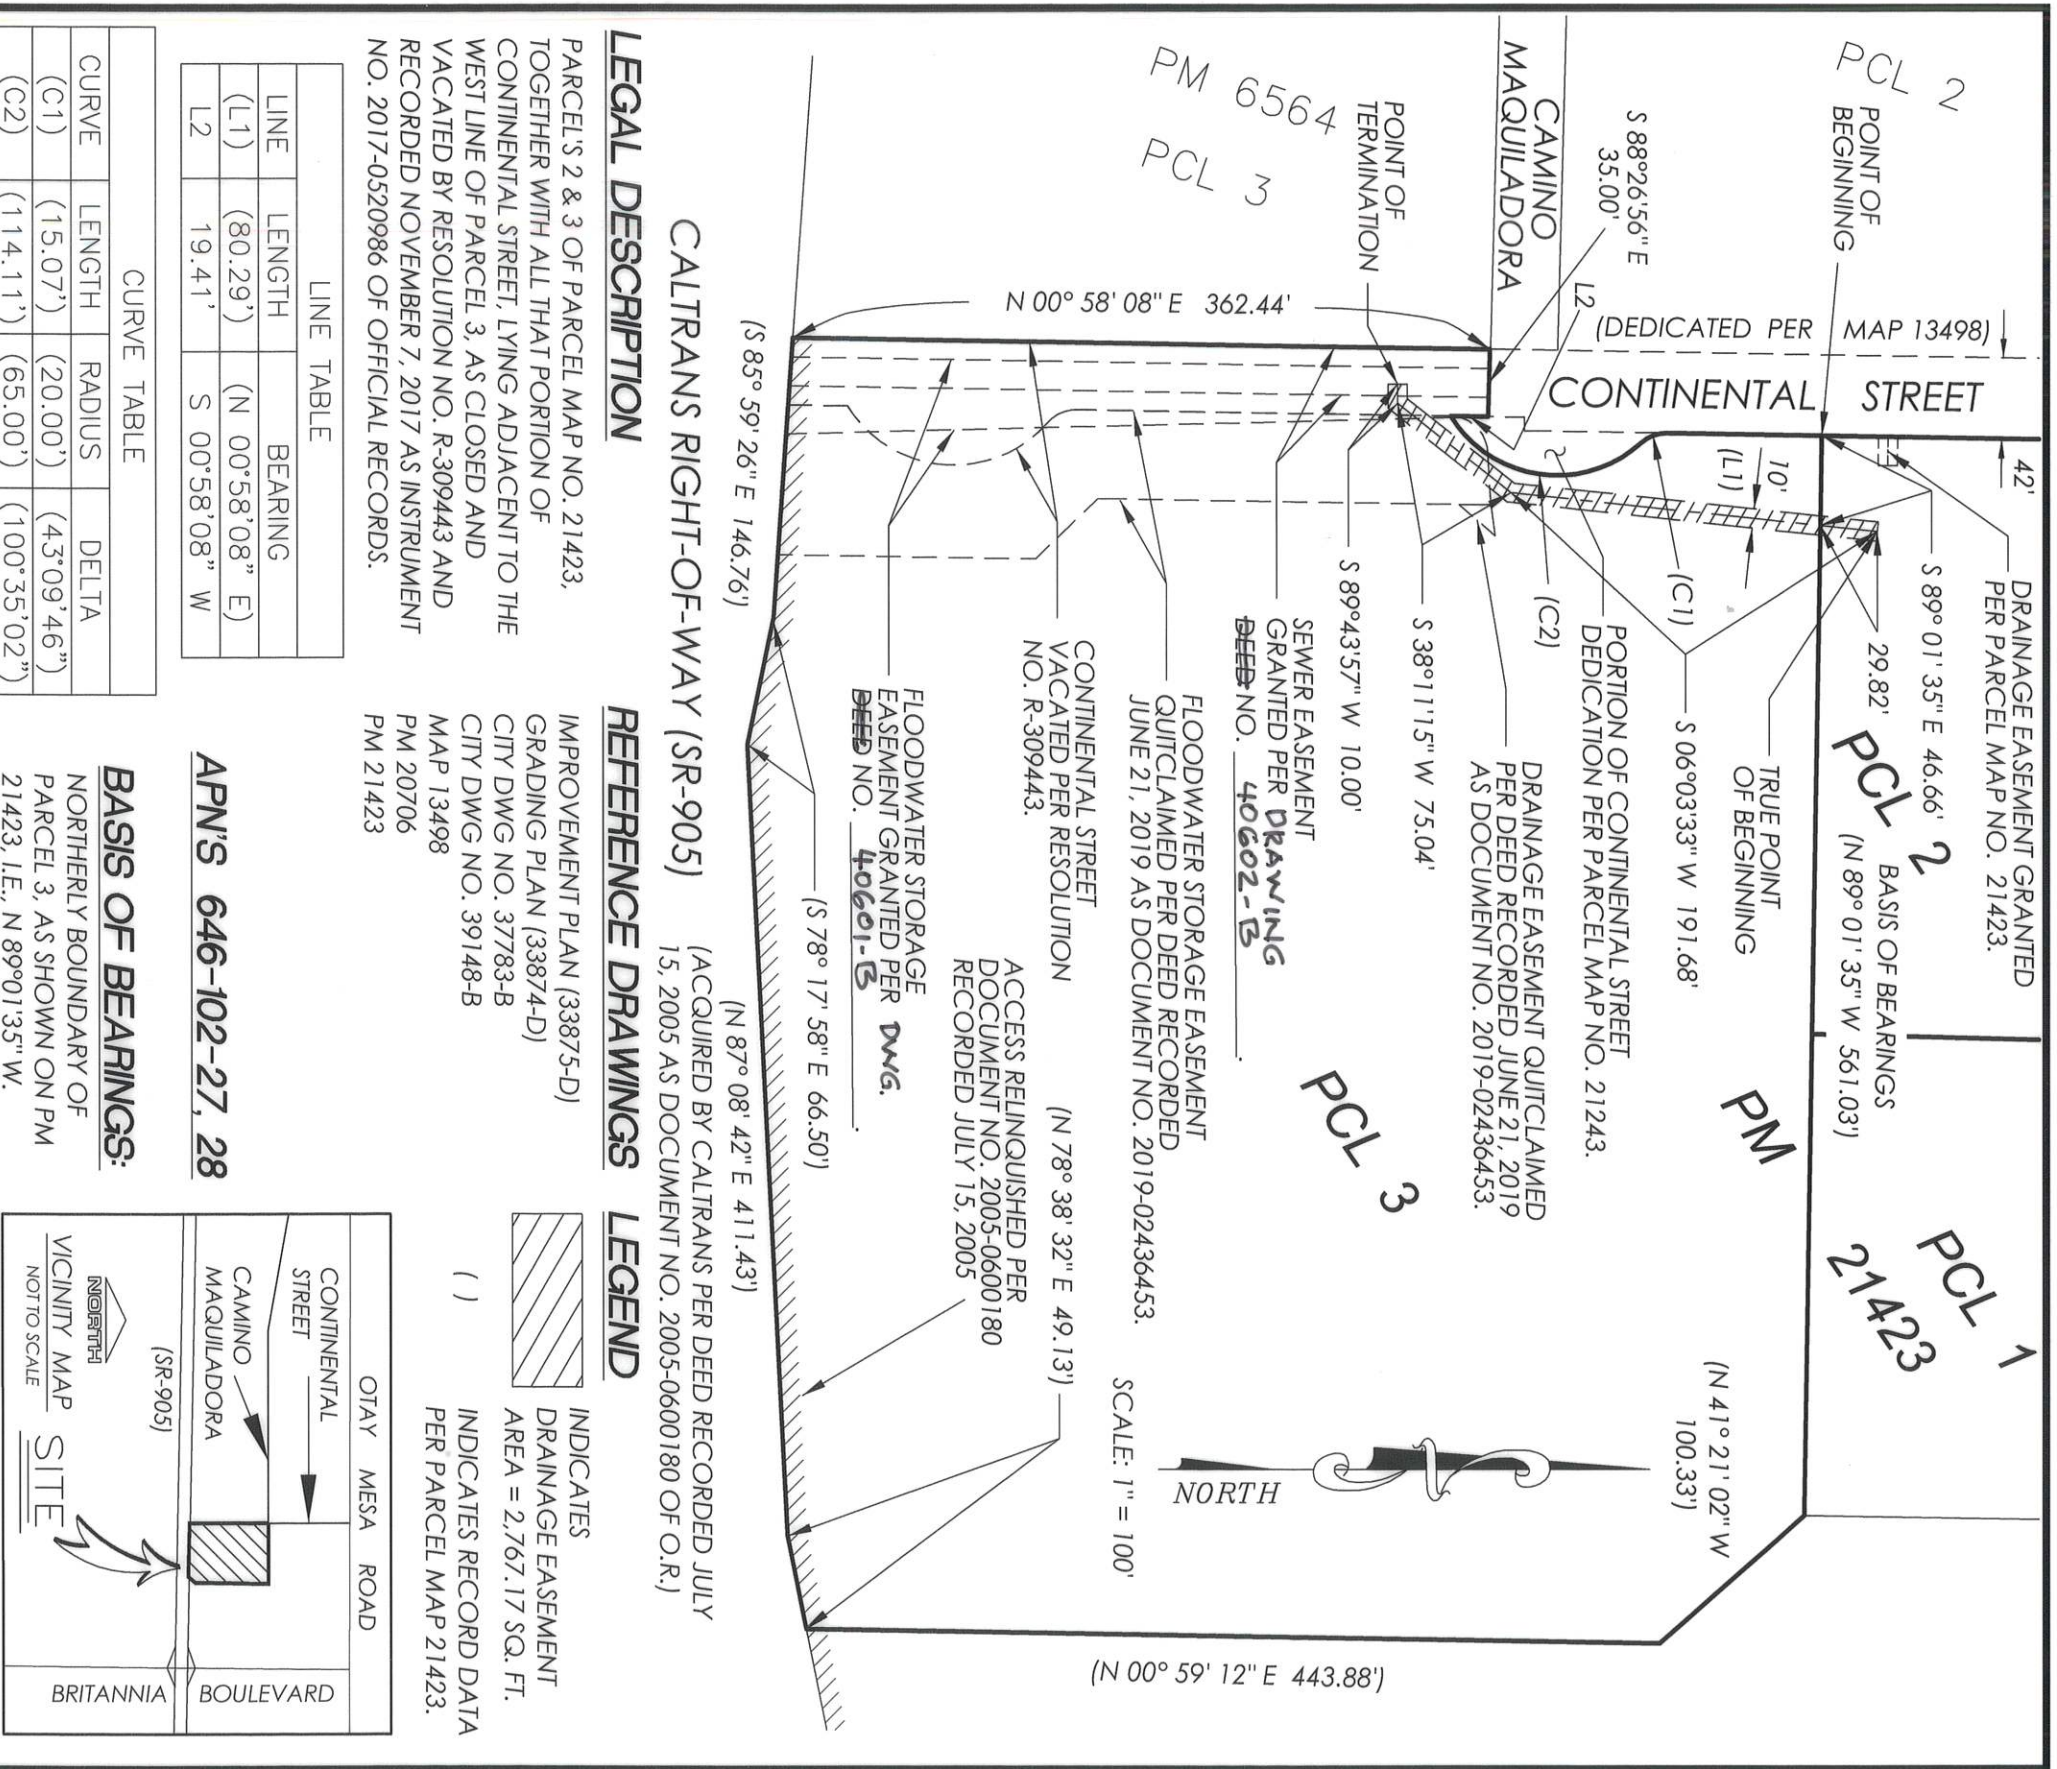 PCL 2
POINT OF
BEGINNING
S 88°26'56" E
35.00'
L2
CAMINO
MAQUILADORA
POINT OF
TERMINATION
PM 6564
PCL 3
(DEDICATED PER MAP 13498)
CONTINENTAL STREET
42'
10'
(L1)
DRAINAGE EASEMENT GRANTED
PER PARCEL MAP NO. 21423.
S 89° 01' 35" E 46.66'
29.82'
PCL 2
BASIS OF BEARINGS
(N 89° 01' 35" W 561.03')
TRUE POINT
OF BEGINNING
(C1)
S 06°03'33" W 191.68'
PORTION OF CONTINENTAL STREET
DEDICATION PER PARCEL MAP NO. 21243.
(C2)
DRAINAGE EASEMENT QUITCLAIMED
PER DEED RECORDED JUNE 21, 2019
AS DOCUMENT NO. 2019-02436453.
S 38°11'15" W 75.04'
S 89°43'57" W 10.00'
SEWER EASEMENT
GRANTED PER DRAWING
DEED NO. 40602-B.
FLOODWATER STORAGE EASEMENT
QUITCLAIMED PER DEED RECORDED
JUNE 21, 2019 AS DOCUMENT NO. 2019-02436453.
CONTINENTAL STREET
VACATED PER RESOLUTION
NO. R-309443.
FLOODWATER STORAGE
EASEMENT GRANTED PER DWG.
DEED NO. 40601-B.
PCL 1
PM
21423
PCL 3
(N 41° 21' 02" W
100.33')
NORTH
SCALE: 1" = 100'
(N 78° 38' 32" E 49.13')
ACCESS RELINQUISHED PER
DOCUMENT NO. 2005-0600180
RECORDED JULY 15, 2005
(N 00° 59' 12" E 443.88')
N 00° 58' 08" E 362.44'
(S 85° 59' 26" E 146.76')
(S 78° 17' 58" E 66.50')
(N 87° 08' 42" E 411.43')
CALTRANS RIGHT-OF-WAY (SR-905)
(ACQUIRED BY CALTRANS PER DEED RECORDED JULY
15, 2005 AS DOCUMENT NO. 2005-0600180 OF O.R.)
LEGAL DESCRIPTION
PARCEL'S 2 & 3 OF PARCEL MAP NO. 21423,
TOGETHER WITH ALL THAT PORTION OF
CONTINENTAL STREET, LYING ADJACENT TO THE
WEST LINE OF PARCEL 3, AS CLOSED AND
VACATED BY RESOLUTION NO. R-309443 AND
RECORDED NOVEMBER 7, 2017 AS INSTRUMENT
NO. 2017-0520986 OF OFFICIAL RECORDS.
LINE TABLE
LINE LENGTH BEARING
(L1) (80.29') (N 00°58'08" E)
L2 19.41' S 00°58'08" W
CURVE TABLE
CURVE LENGTH RADIUS DELTA
(C1) (15.07') (20.00') (43°09'46")
(C2) (114.11') (65.00') (100°35'02")
REFERENCE DRAWINGS
IMPROVEMENT PLAN (33875-D)
GRADING PLAN (33874-D)
CITY DWG NO. 37783-B
CITY DWG NO. 39148-B
MAP 13498
PM 20706
PM 21423
APN'S 646-102-27, 28
BASIS OF BEARINGS:
NORTHERLY BOUNDARY OF
PARCEL 3, AS SHOWN ON PM
21423, I.E., N 89°01'35" W.
LEGEND
INDICATES
DRAINAGE EASEMENT
AREA = 2,767.17 SQ. FT.
( ) INDICATES RECORD DATA
PER PARCEL MAP 21423.
OTAY MESA ROAD
CONTINENTAL
STREET
CAMINO
MAQUILADORA
(SR-905)
BRITANNIA BOULEVARD
NORTH
SITE
VICINITY MAP
NOT TO SCALE